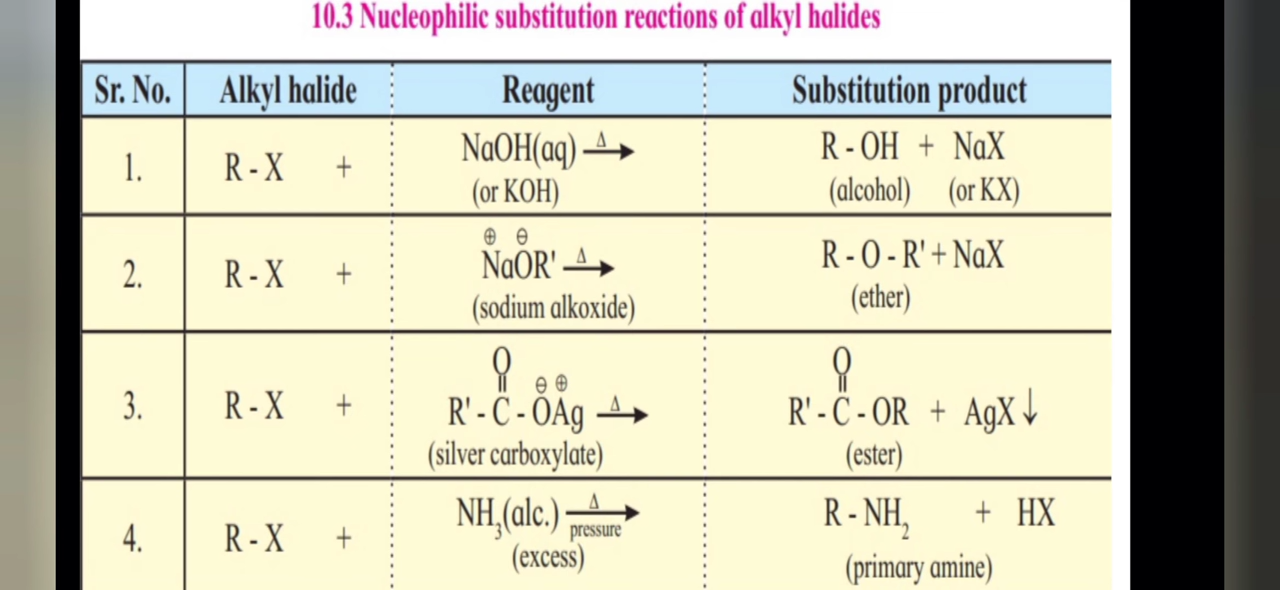 10.3 Nucleophilic substitution reactions of alkyl halides
Sr. No. Alkyl halide Reagent Substitution product
1. R - X + NaOH(aq) Δ→ R - OH + NaX
(or KOH) (alcohol) (or KX)
⊕ ⊖
2. R - X + NaOR' Δ→ R - O - R' + NaX
(sodium alkoxide) (ether)
O O
|| ⊖ ⊕ ||
3. R - X + R' - C - OAg Δ→ R' - C - OR + AgX↓
(silver carboxylate) (ester)
4. R - X + NH₃(alc.) Δ→ R - NH₂ + HX
pressure
(excess) (primary amine)